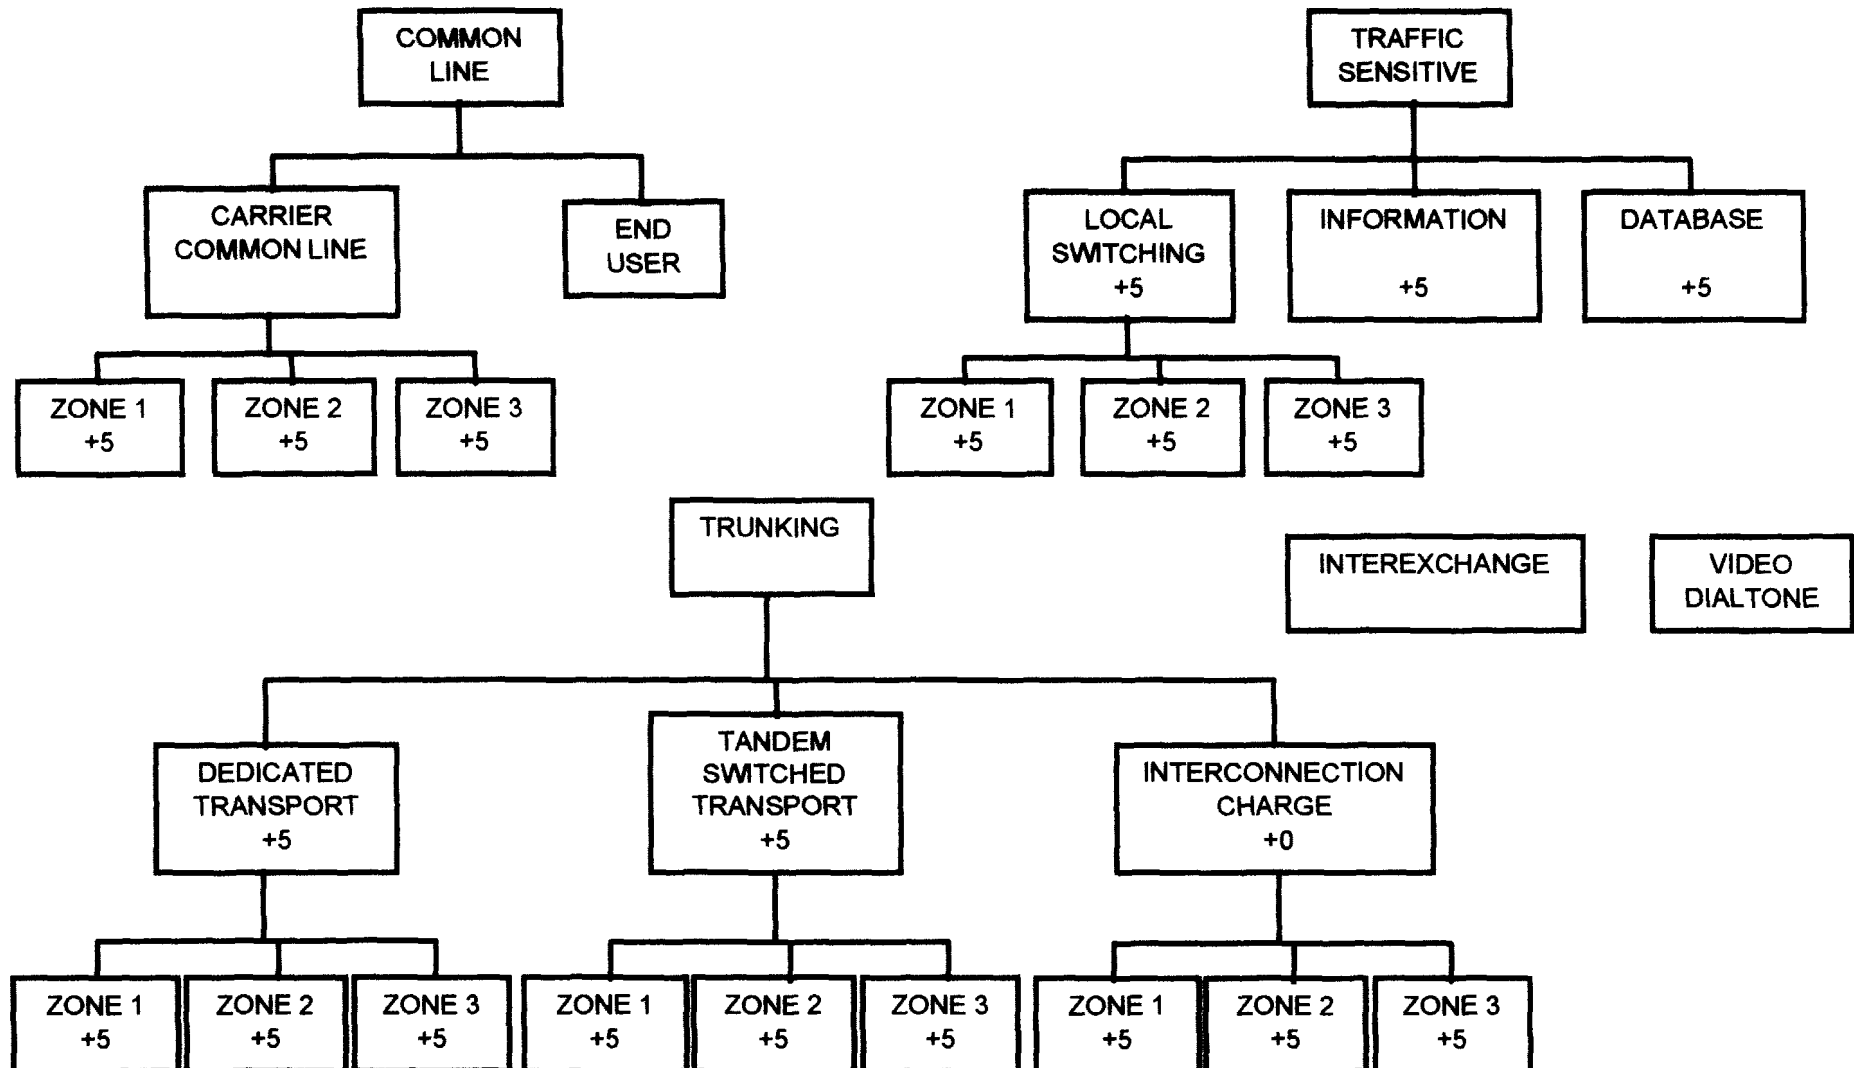 COMMON
LINE
TRAFFIC
SENSITIVE
CARRIER
COMMON LINE
END
USER
LOCAL
SWITCHING
+5
INFORMATION
+5
DATABASE
+5
ZONE 1
+5
ZONE 2
+5
ZONE 3
+5
ZONE 1
+5
ZONE 2
+5
ZONE 3
+5
TRUNKING
INTEREXCHANGE
VIDEO
DIALTONE
DEDICATED
TRANSPORT
+5
TANDEM
SWITCHED
TRANSPORT
+5
INTERCONNECTION
CHARGE
+0
ZONE 1
+5
ZONE 2
+5
ZONE 3
+5
ZONE 1
+5
ZONE 2
+5
ZONE 3
+5
ZONE 1
+5
ZONE 2
+5
ZONE 3
+5